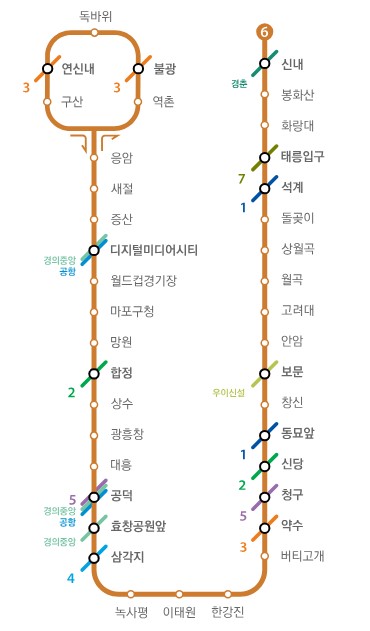 독바위
연신내
불광
3
3
구산
역촌
응암
새절
증산
디지털미디어시티
경의중앙
공항
월드컵경기장
마포구청
망원
합정
2
상수
광흥창
대흥
5
공덕
경의중앙
공항
효창공원앞
경의중앙
삼각지
4
녹사평
이태원
한강진
6
신내
경춘
봉화산
화랑대
태릉입구
7
석계
1
돌곶이
상월곡
월곡
고려대
안암
보문
우이신설
창신
동묘앞
1
신당
2
청구
5
약수
3
버티고개